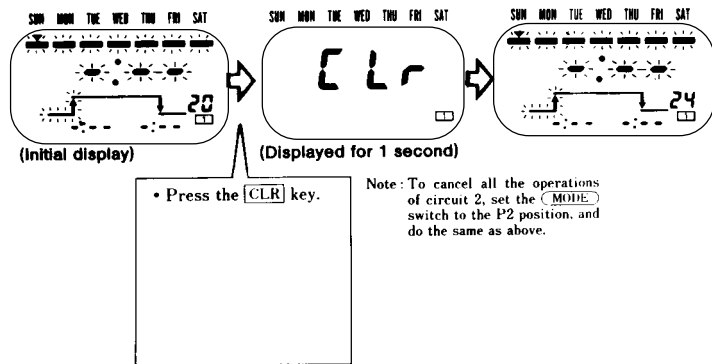 SUN MON TUE WED THU FRI SAT
20
1
(Initial display)
SUN MON TUE WED THU FRI SAT
CLr
1
(Displayed for 1 second)
SUN MON TUE WED THU FRI SAT
24
1
• Press the CLR key.
Note : To cancel all the operations
of circuit 2, set the MODE
switch to the P2 position, and
do the same as above.